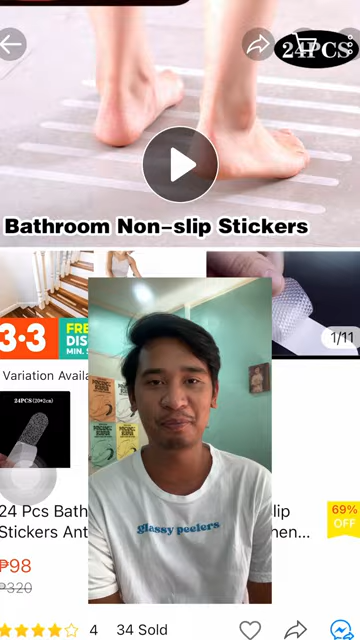 24PCS
Bathroom Non-slip Stickers
3.3
FRE
DIS
MIN. S
1/11
Variation Availa
24PCS(20*2cm)
glassy peelers
24 Pcs Bath
lip
Stickers Ant
hen...
69%
OFF
₱98
₱320
4
34 Sold